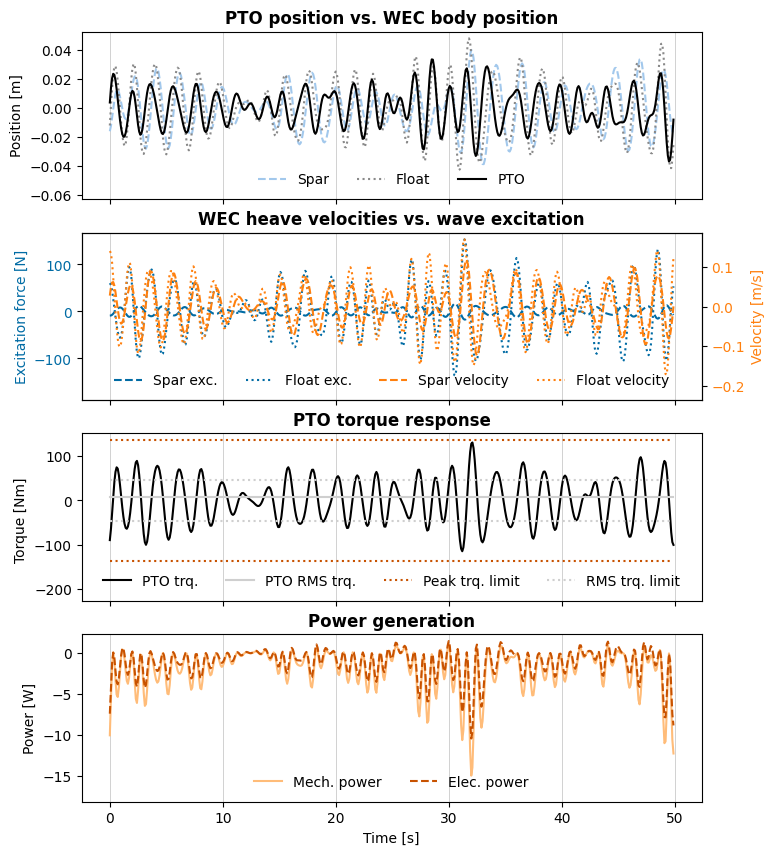 PTO position vs. WEC body position
Position [m]
0.04
0.02
0.00
−0.02
−0.04
−0.06
Spar Float PTO
WEC heave velocities vs. wave excitation
Excitation force [N]
100
0
−100
0.1
0.0
−0.1
−0.2
Velocity [m/s]
Spar exc. Float exc. Spar velocity Float velocity
PTO torque response
Torque [Nm]
100
0
−100
−200
PTO trq. PTO RMS trq. Peak trq. limit RMS trq. limit
Power generation
Power [W]
0
−5
−10
−15
Mech. power Elec. power
0 10 20 30 40 50
Time [s]